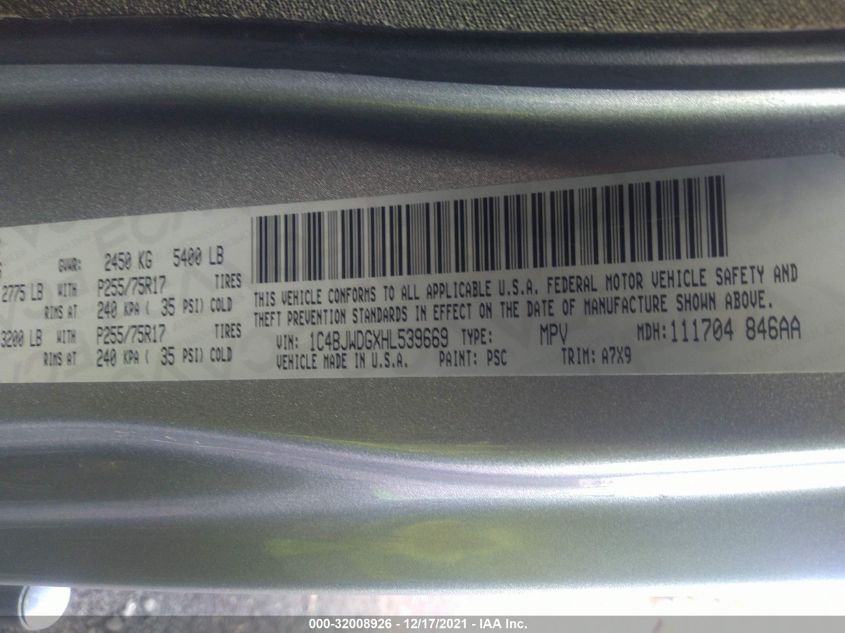 GVWR: 2450 KG 5400 LB
2775 LB WITH P255/75R17 TIRES
RIMS AT 240 KPA ( 35 PSI) COLD
3200 LB WITH P255/75R17 TIRES
RIMS AT 240 KPA ( 35 PSI) COLD
THIS VEHICLE CONFORMS TO ALL APPLICABLE U.S.A. FEDERAL MOTOR VEHICLE SAFETY AND
THEFT PREVENTION STANDARDS IN EFFECT ON THE DATE OF MANUFACTURE SHOWN ABOVE.
VIN: 1C4BJWDGXHL539669 TYPE: MPV MDH: 111704 846AA
VEHICLE MADE IN U.S.A. PAINT: PSC TRIM: A7X9
000-32008926 - 12/17/2021 - IAA Inc.